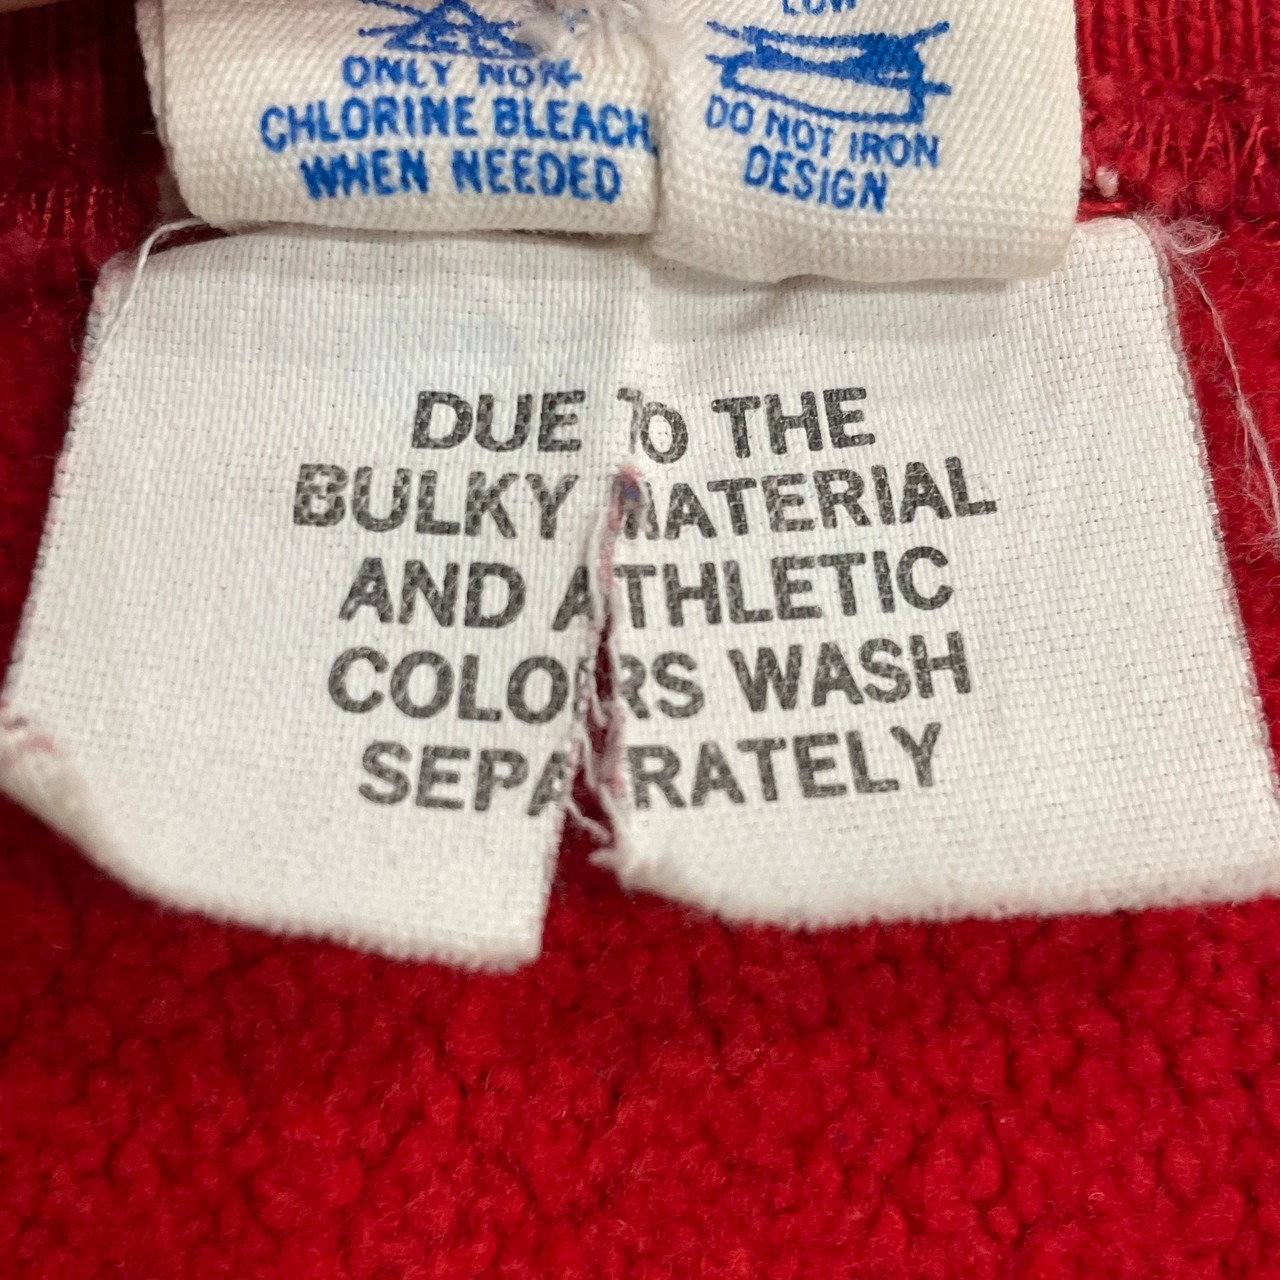 ONLY NON-
CHLORINE BLEACH
WHEN NEEDED
LOW
DO NOT IRON
DESIGN
DUE TO THE
BULKY MATERIAL
AND ATHLETIC
COLORS WASH
SEPARATELY